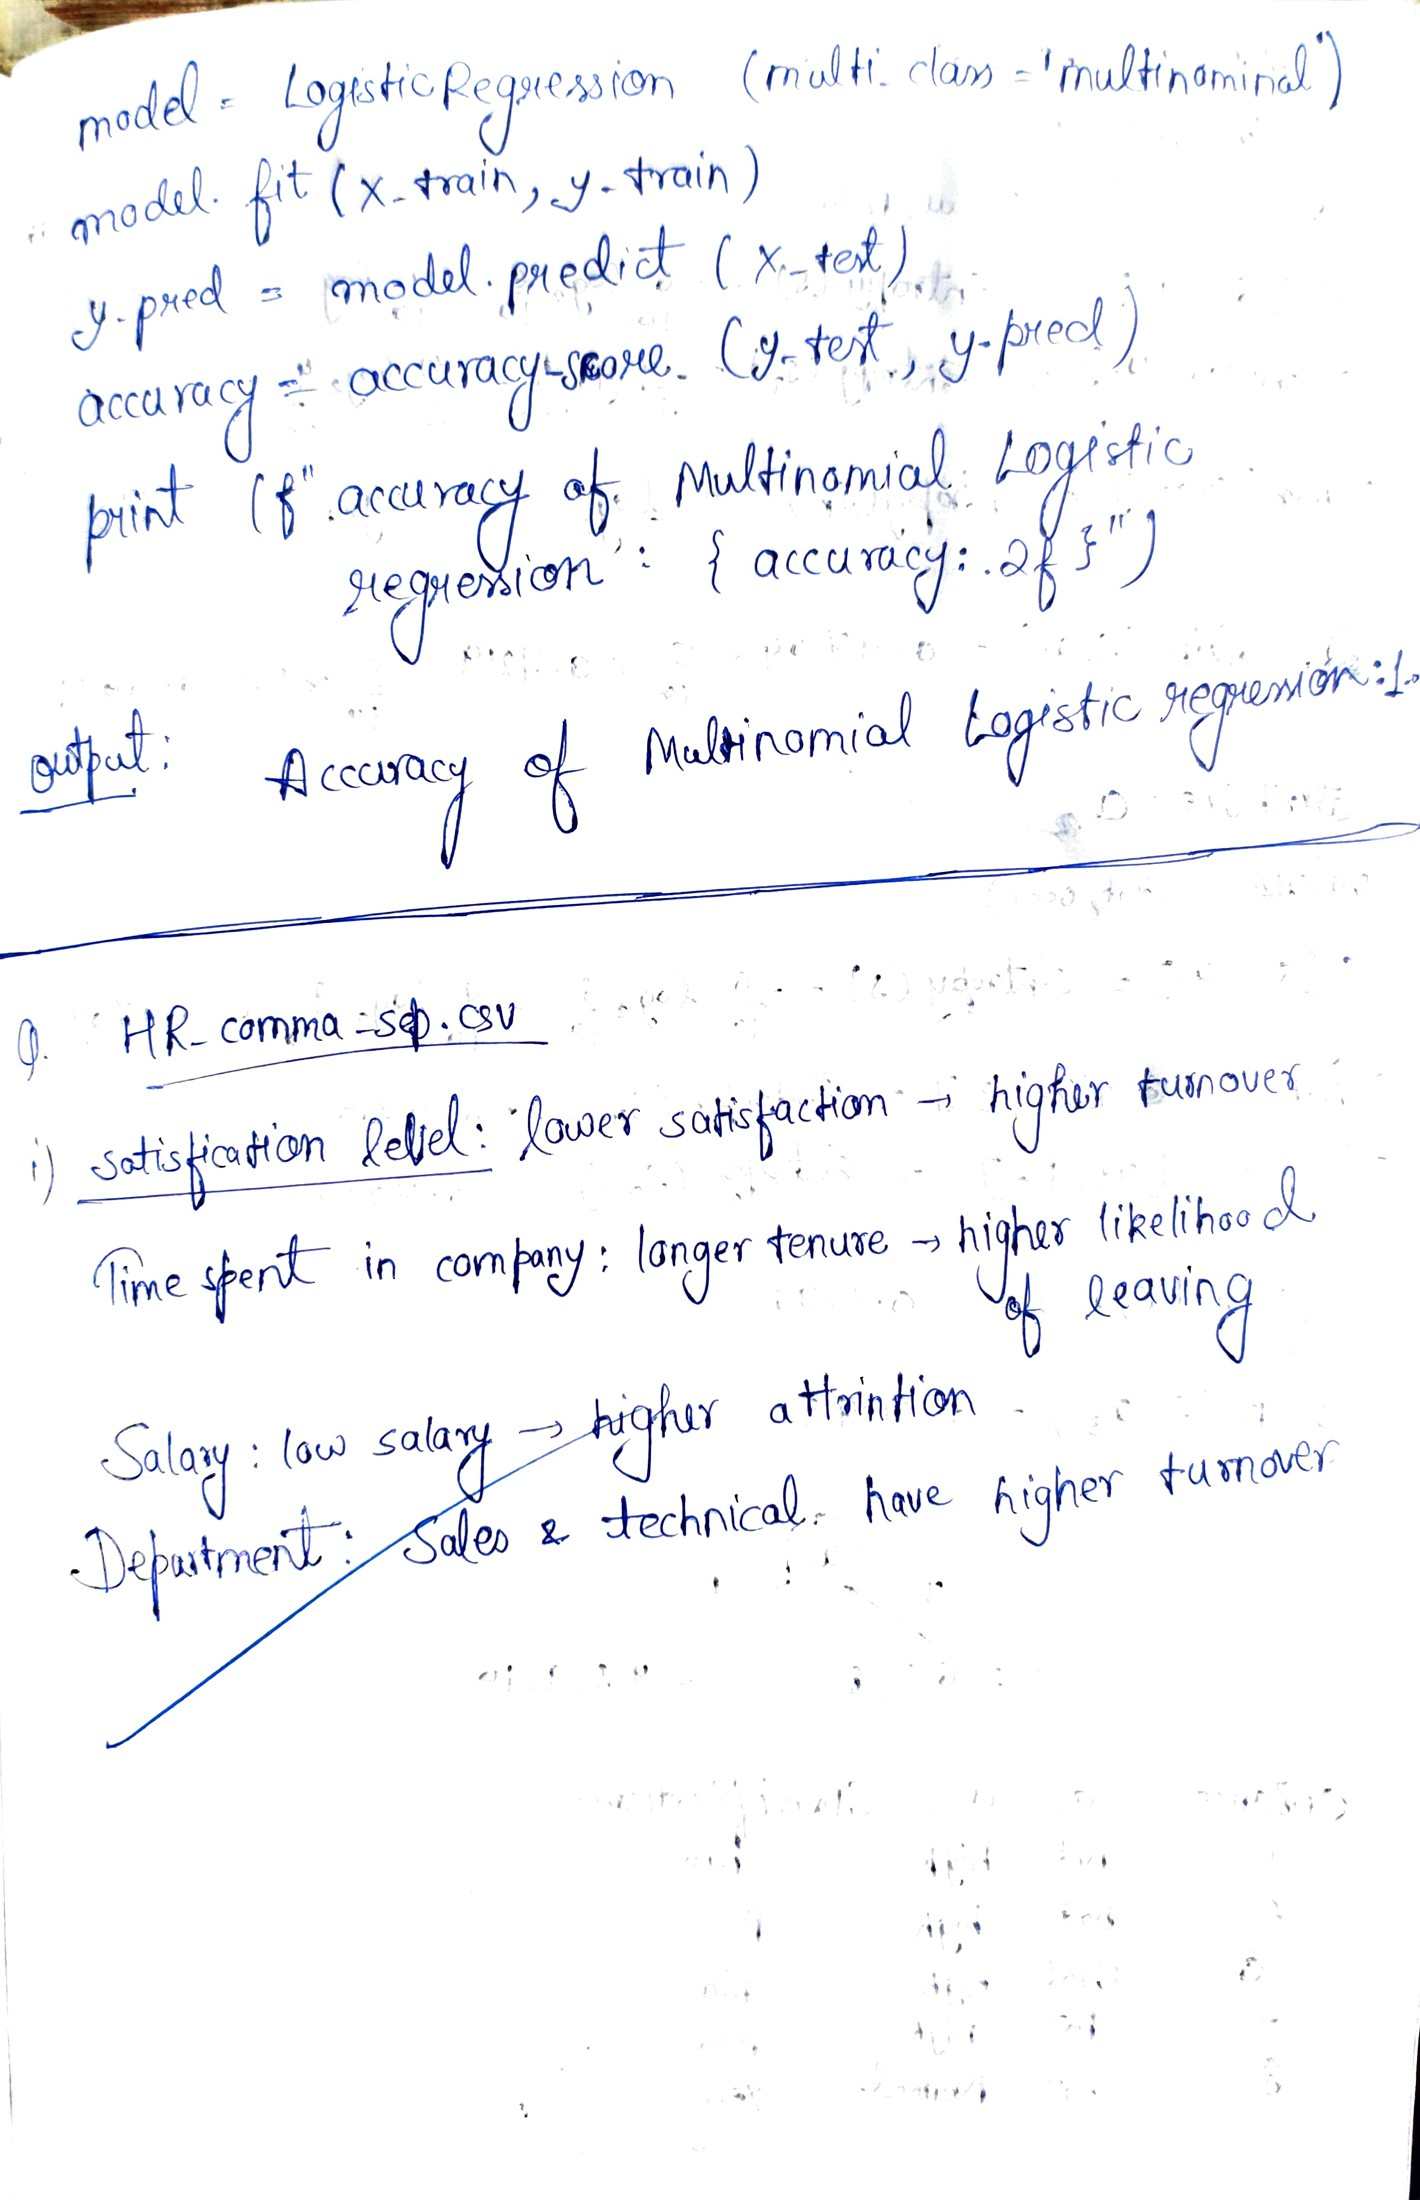 model = LogisticRegression (multi_class = 'multinominal')
model. fit (x_train, y_train)
y_pred = model. predict (x_test)
accuracy = accuracy_score (y_test, y_pred)
print (f" accuracy of Multinomial Logistic
regression : { accuracy: .2f }")
output: Accuracy of Multinomial Logistic regression :1.
Q. HR_comma_sep.csv
i) satisfication level: lower satisfaction → higher turnover
Time spent in company: longer tenure → higher likelihood
of leaving
Salary : low salary → higher attrintion
Department : Sales & technical have higher turnover